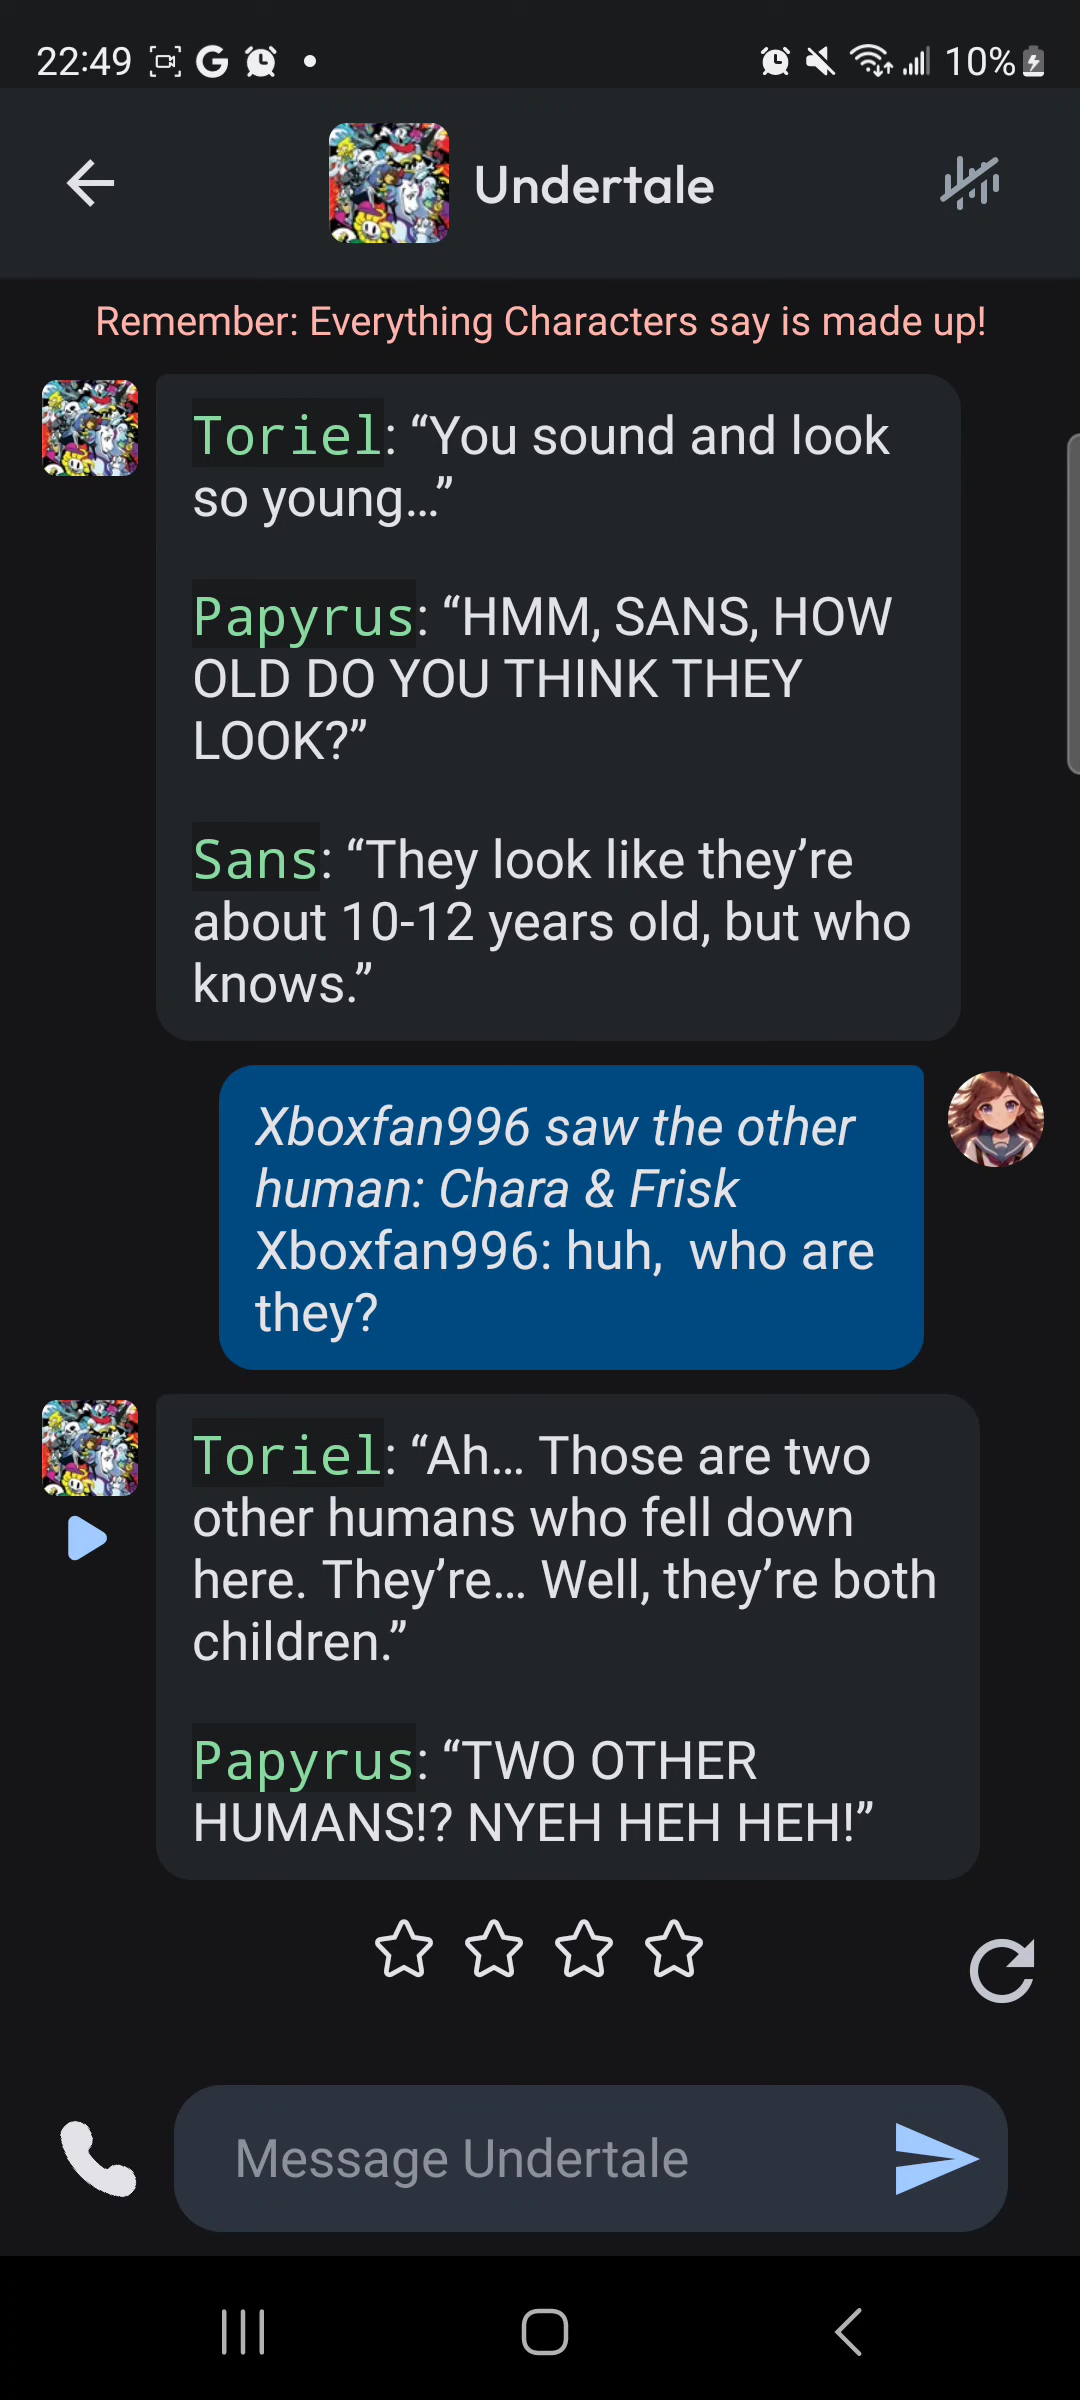 22:49
10%
Undertale
Remember: Everything Characters say is made up!
Toriel: “You sound and look
so young…”
Papyrus: “HMM, SANS, HOW
OLD DO YOU THINK THEY
LOOK?”
Sans: “They look like they’re
about 10-12 years old, but who
knows.”
Xboxfan996 saw the other
human: Chara & Frisk
Xboxfan996: huh,  who are
they?
Toriel: “Ah… Those are two
other humans who fell down
here. They’re… Well, they’re both
children.”
Papyrus: “TWO OTHER
HUMANS!? NYEH HEH HEH!”
Message Undertale